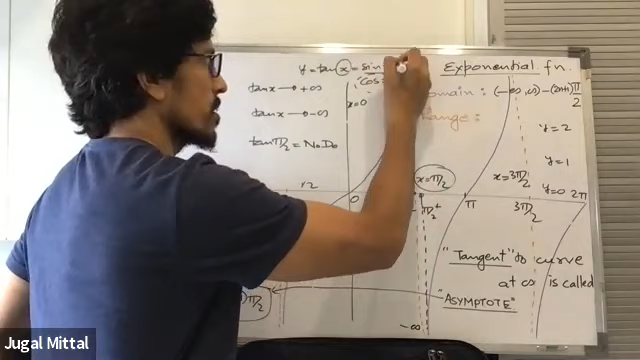 y = tan x = sin
Exponential fn.
cos
tan x → +∞
x=0
Domain: (-∞, ∞) - (2n+1) π/2
tan x → -∞
Range:
y = 2
tan π/2 = N.D.
y = 1
x = π/2
x = 3π/2
y=0
2π
0
π/2+
π
3π/2
"Tangent" to curve
at ∞ is called
"ASYMPTOTE"
π/2
-∞
Jugal Mittal